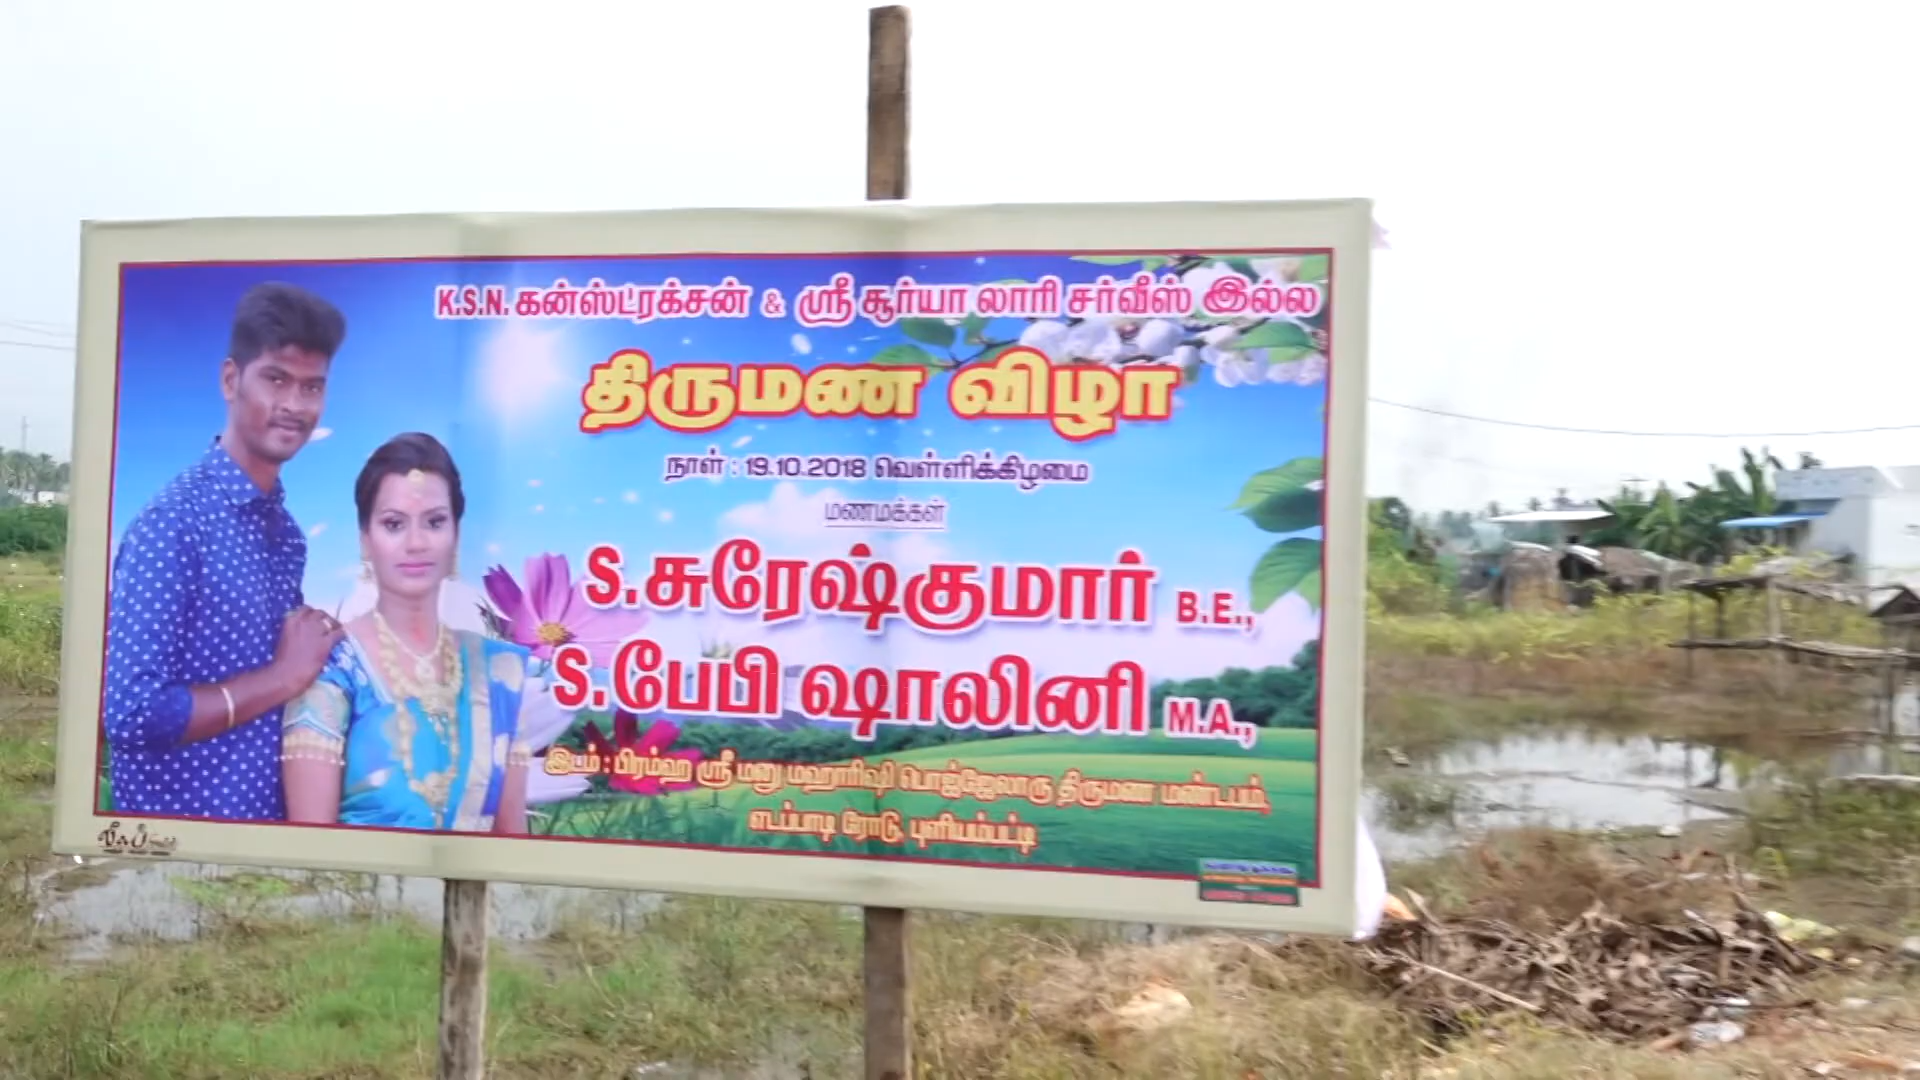 K.S.N. கன்ஸ்ட்ரக்சன் & ஸ்ரீ சூர்யா லாரி சர்வீஸ் இல்ல
திருமண விழா
நாள் : 19.10.2018 வெள்ளிக்கிழமை
மணமக்கள்
S.சுரேஷ்குமார் B.E.,
S.பேபி ஷாலினி M.A.,
இடம் : பிரம்ஹ ஸ்ரீ மனு மஹாரிஷி பொஜ்ஜேலாரு திருமண மண்டபம்,
எடப்பாடி ரோடு, புளியம்பட்டி